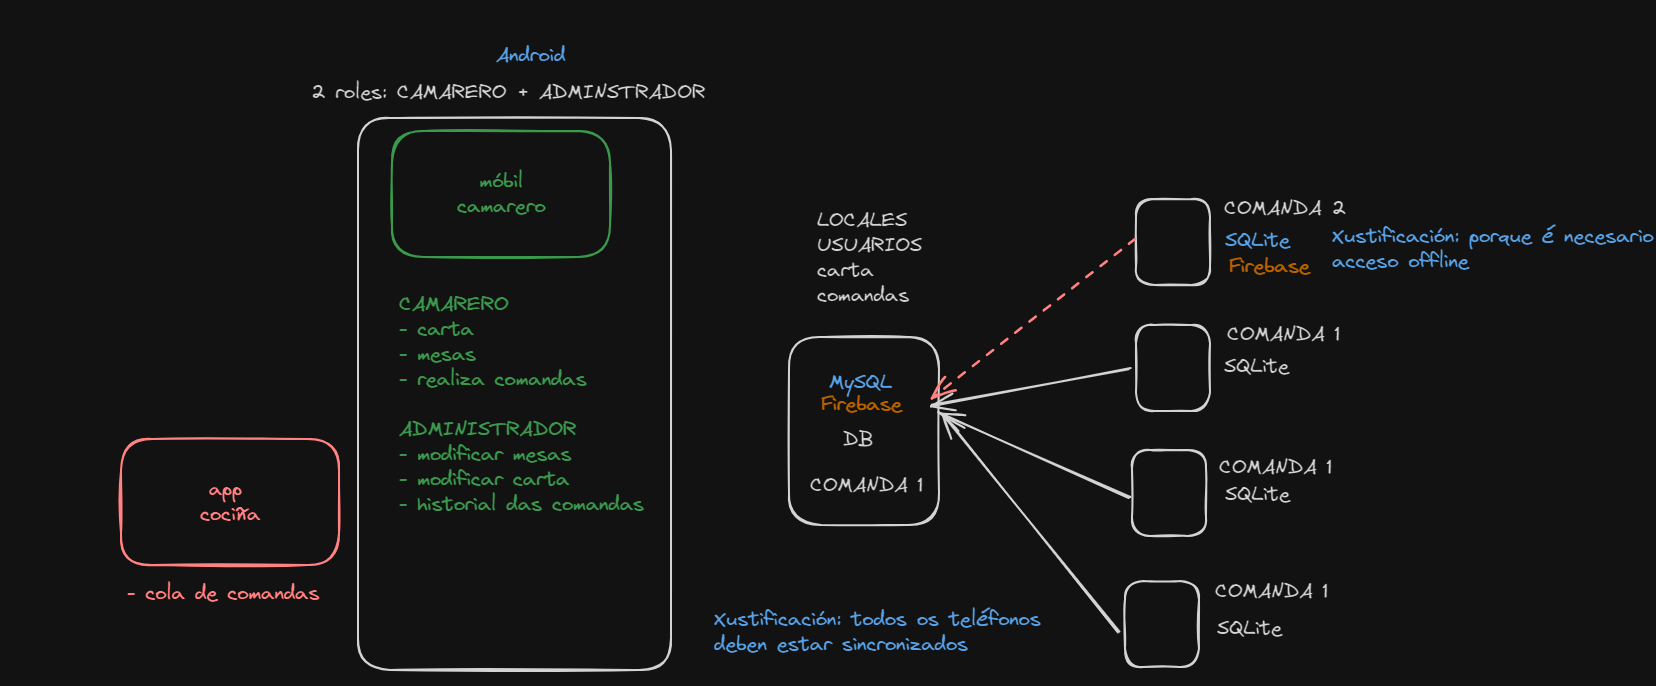 Android
2 roles: CAMARERO + ADMINSTRADOR
móbil
camarero
CAMARERO
- carta
- mesas
- realiza comandas
ADMINISTRADOR
- modificar mesas
- modificar carta
- historial das comandas
app
cociña
- cola de comandas
LOCALES
USUARIOS
carta
comandas
MySQL
Firebase
DB
COMANDA 1
Xustificación: todos os teléfonos
deben estar sincronizados
COMANDA 2
SQLite
Firebase
Xustificación: porque é necesario
acceso offline
COMANDA 1
SQLite
COMANDA 1
SQLite
COMANDA 1
SQLite